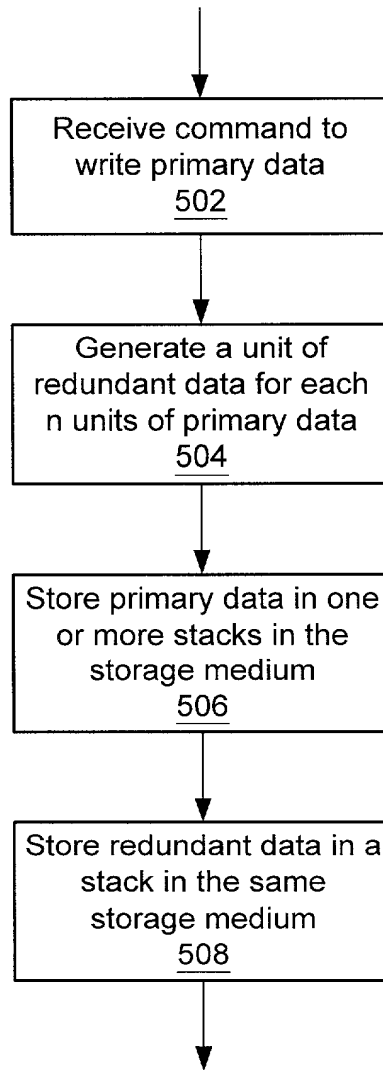 Receive command to
write primary data
502
Generate a unit of
redundant data for each
n units of primary data
504
Store primary data in one
or more stacks in the
storage medium
506
Store redundant data in a
stack in the same
storage medium
508